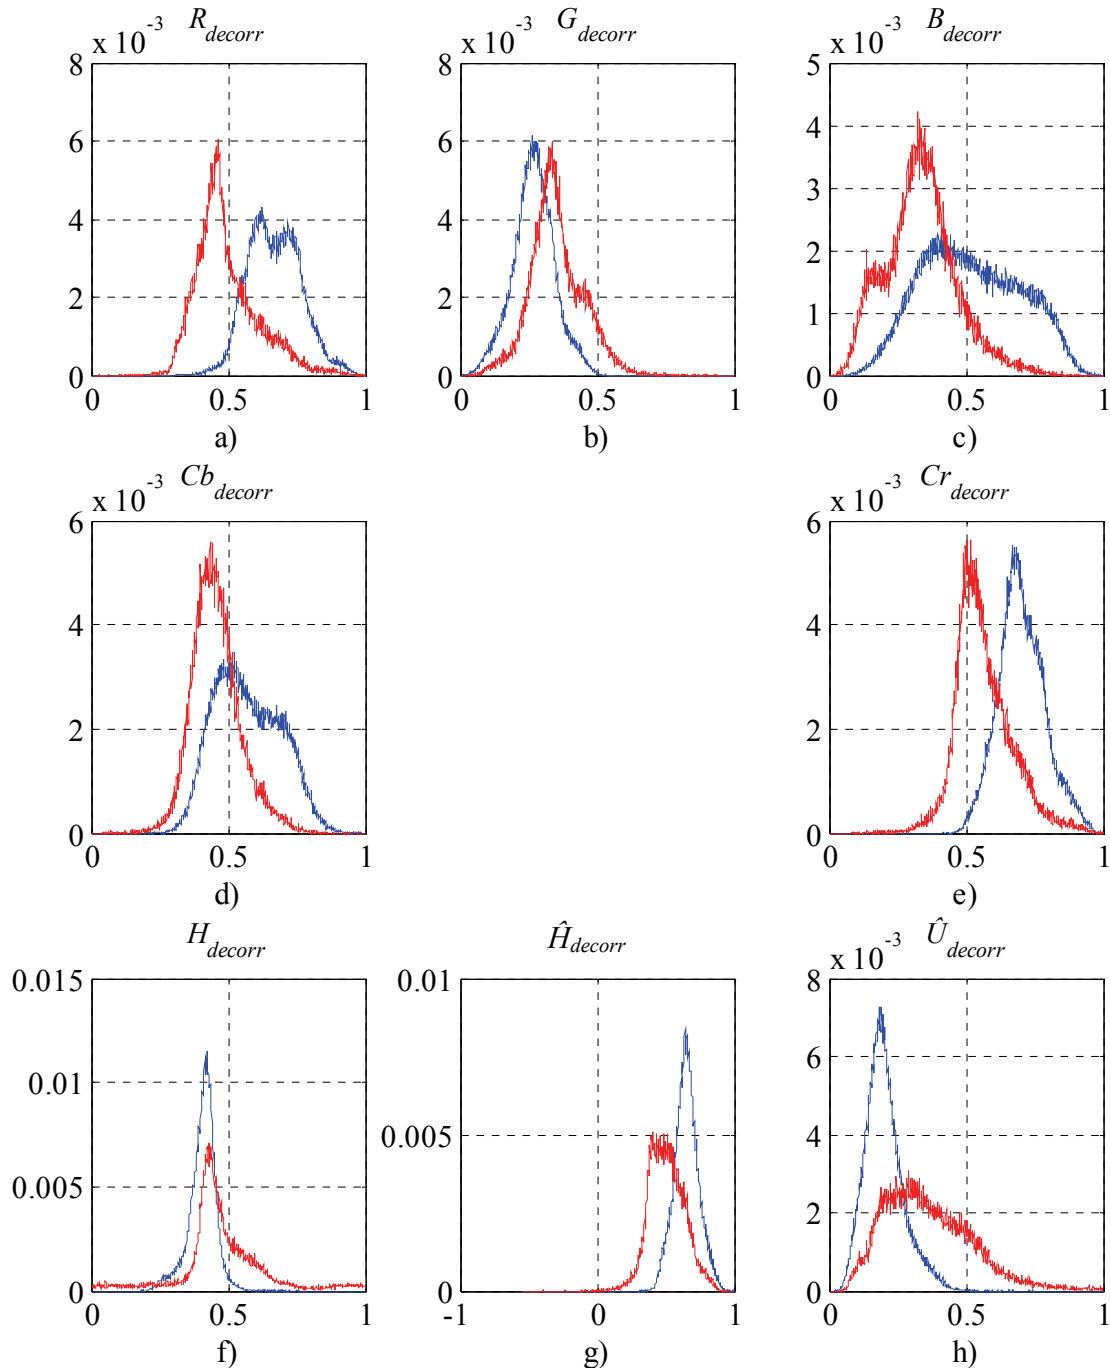 x 10⁻³ R_decorr
8
6
4
2
0
0 0.5 1
a)
x 10⁻³ G_decorr
8
6
4
2
0
0 0.5 1
b)
x 10⁻³ B_decorr
5
4
3
2
1
0
0 0.5 1
c)
x 10⁻³ Cb_decorr
6
4
2
0
0 0.5 1
d)
x 10⁻³ Cr_decorr
6
4
2
0
0 0.5 1
e)
H_decorr
0.015
0.01
0.005
0
0 0.5 1
f)
Ĥ_decorr
0.01
0.005
0
-1 0 1
g)
x 10⁻³ Û_decorr
8
6
4
2
0
0 0.5 1
h)